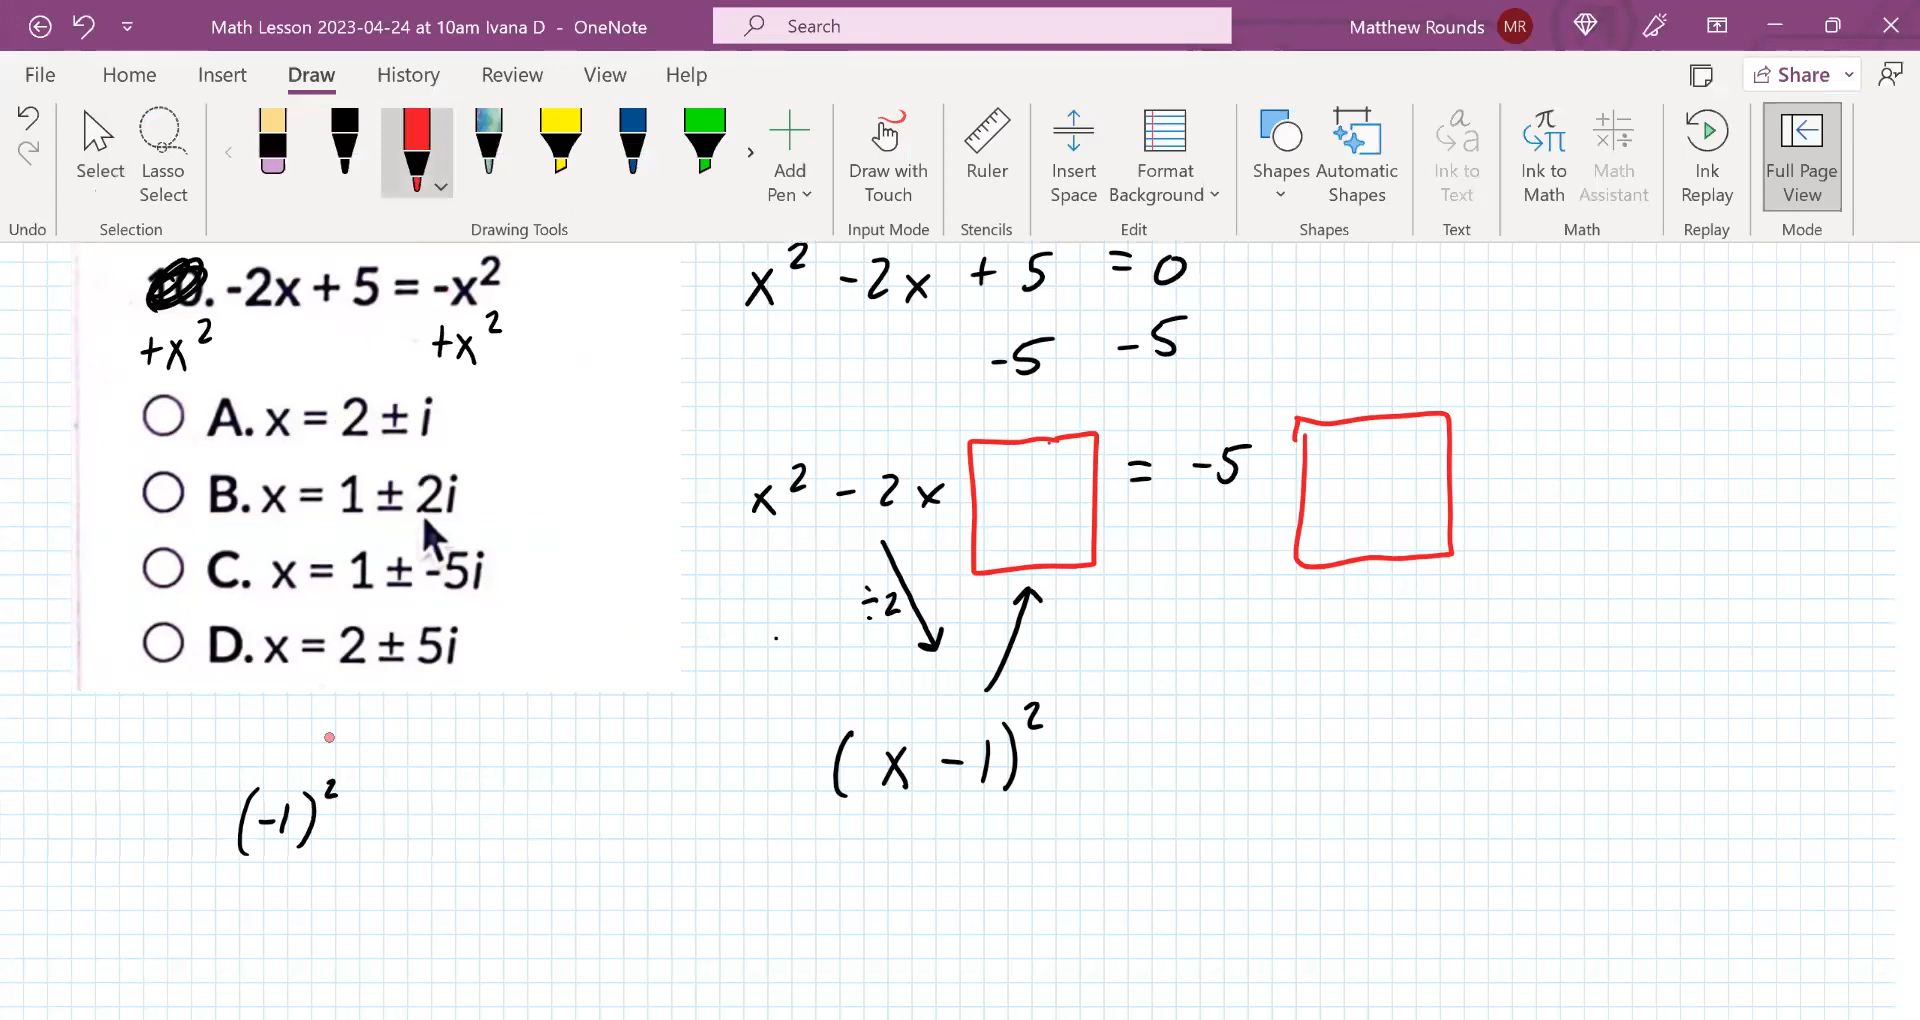 Math Lesson 2023-04-24 at 10am Ivana D - OneNote
Search
Matthew Rounds MR
File Home Insert Draw History Review View Help
Share
Select
Lasso Select
Add Pen
Draw with Touch
Ruler
Insert Space
Format Background
Shapes
Automatic Shapes
Ink to Text
Ink to Math
Math Assistant
Ink Replay
Full Page View
Undo Selection Drawing Tools Input Mode Stencils Edit Shapes Text Math Replay Mode
. -2x + 5 = -x²
+x² +x²
A. x = 2 ± i
B. x = 1 ± 2i
C. x = 1 ± -5i
D. x = 2 ± 5i
(-1)²
x² -2x + 5 = 0
-5 -5
x² - 2x = -5
÷2
(x - 1)²